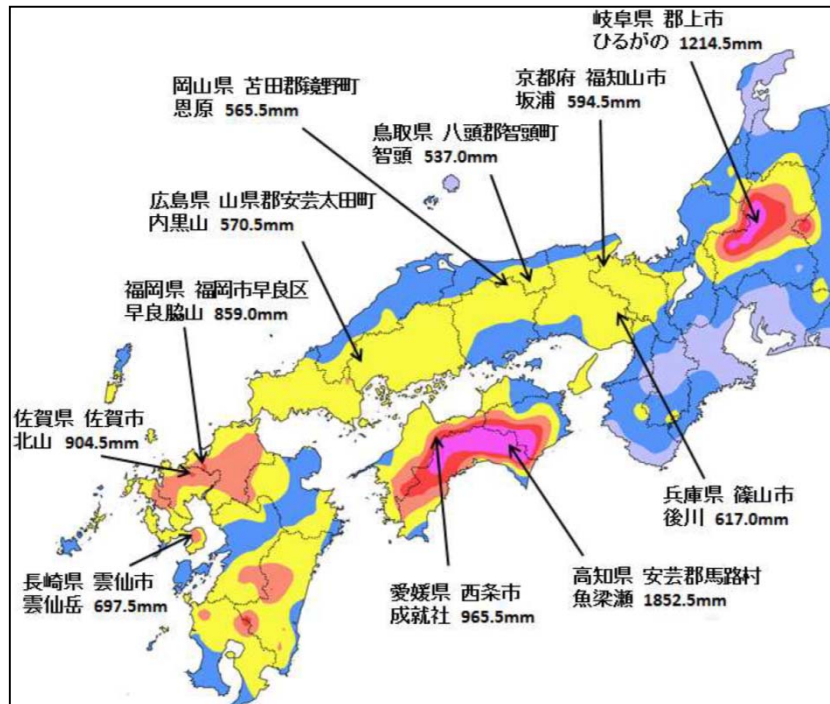 岐阜県 郡上市
ひるがの 1214.5mm
岡山県 苫田郡鏡野町
恩原 565.5mm
京都府 福知山市
坂浦 594.5mm
鳥取県 八頭郡智頭町
智頭 537.0mm
広島県 山県郡安芸太田町
内黒山 570.5mm
福岡県 福岡市早良区
早良脇山 859.0mm
佐賀県 佐賀市
北山 904.5mm
兵庫県 篠山市
後川 617.0mm
長崎県 雲仙市
雲仙岳 697.5mm
愛媛県 西条市
成就社 965.5mm
高知県 安芸郡馬路村
魚梁瀬 1852.5mm